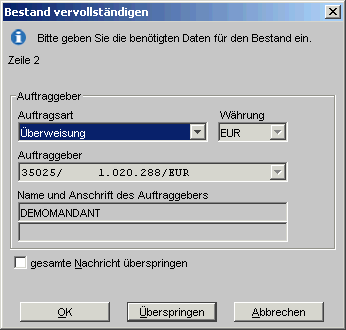 Bestand vervollständigen
Bitte geben Sie die benötigten Daten für den Bestand ein.
Zeile 2
Auftraggeber
Auftragsart Währung
Überweisung EUR
Auftraggeber
35025/ 1.020.288/EUR
Name und Anschrift des Auftraggebers
DEMOMANDANT
gesamte Nachricht überspringen
OK Überspringen Abbrechen